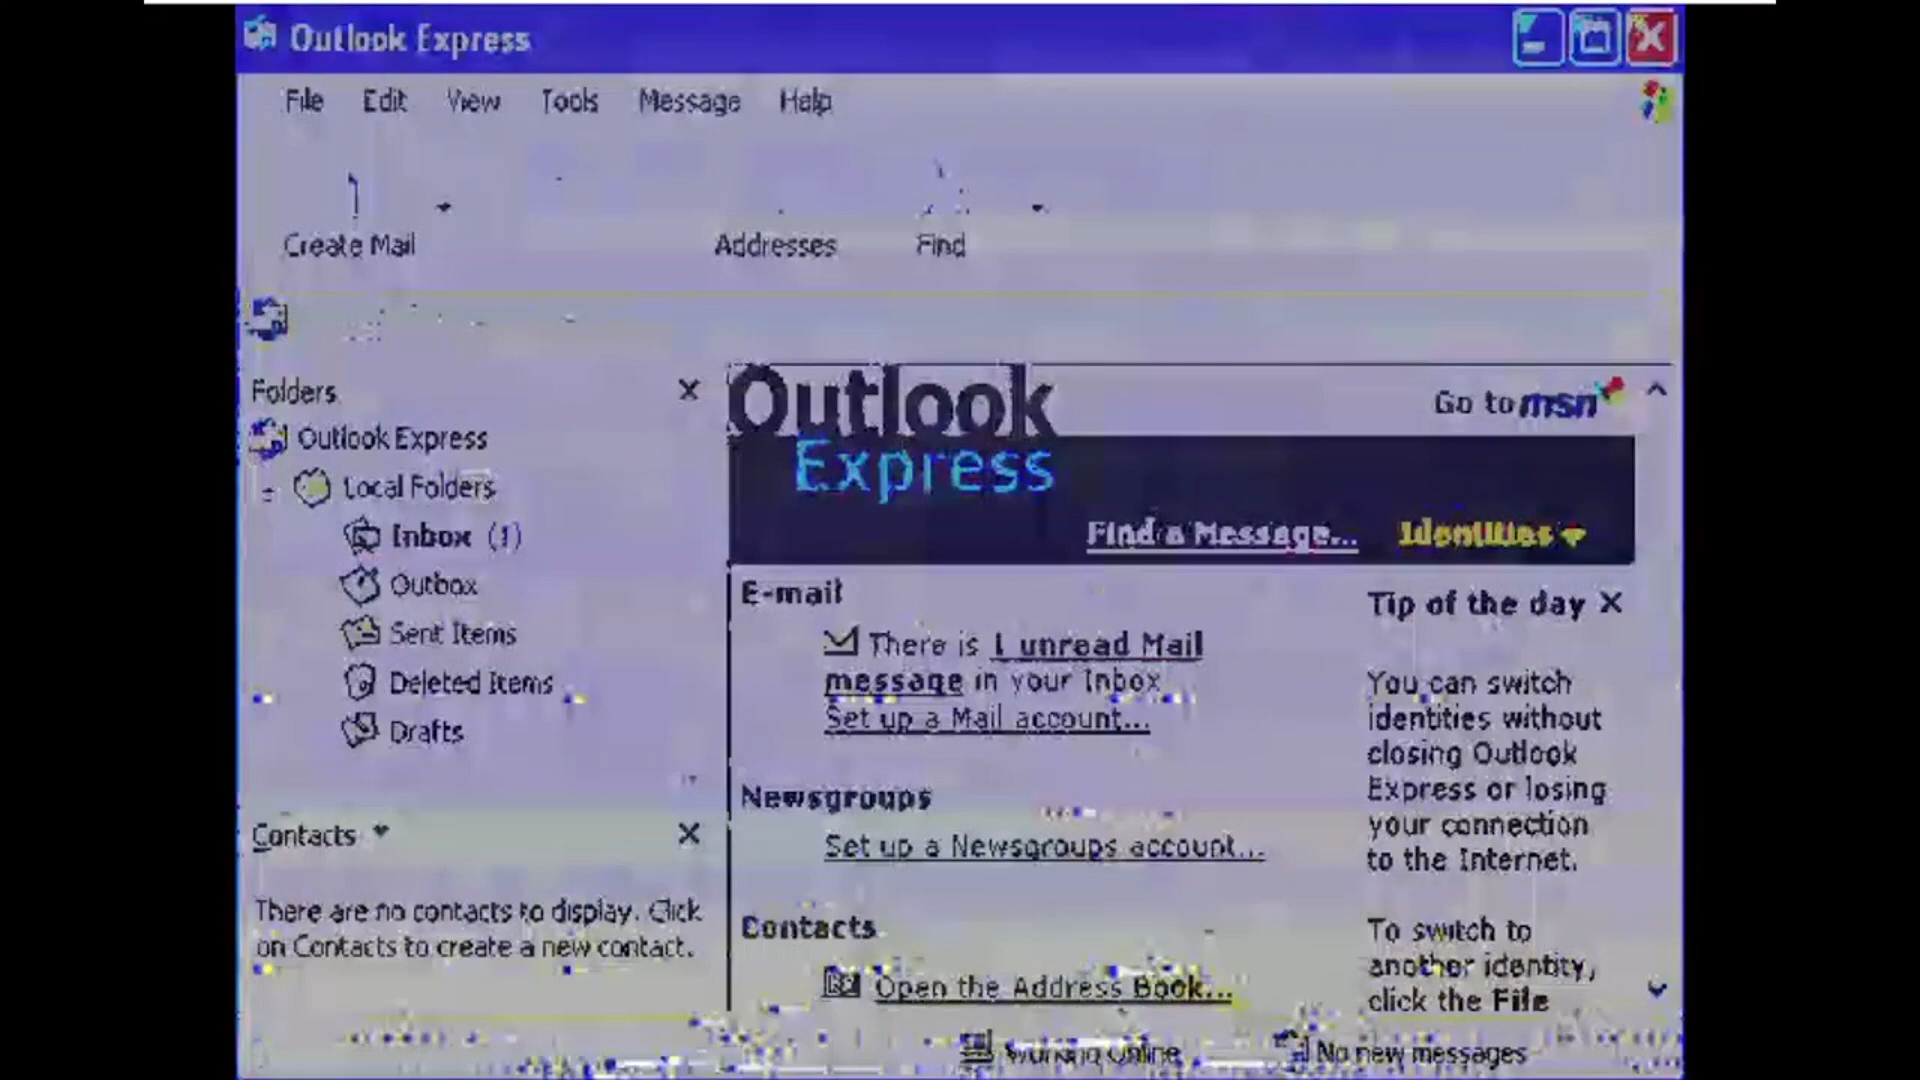 Outlook Express
File Edit View Tools Message Help
Create Mail Addresses Find
Folders
Outlook Express
Local Folders
Inbox (1)
Outbox
Sent Items
Deleted Items
Drafts
Contacts
There are no contacts to display. Click
on Contacts to create a new contact.
Outlook
Express
Go to msn
Find a Message... Identities
E-mail
There is 1 unread Mail
message in your Inbox
Set up a Mail account...
Newsgroups
Set up a Newsgroups account...
Contacts
Open the Address Book...
Tip of the day
You can switch
identities without
closing Outlook
Express or losing
your connection
to the Internet.
To switch to
another identity,
click the File
Working Online No new messages